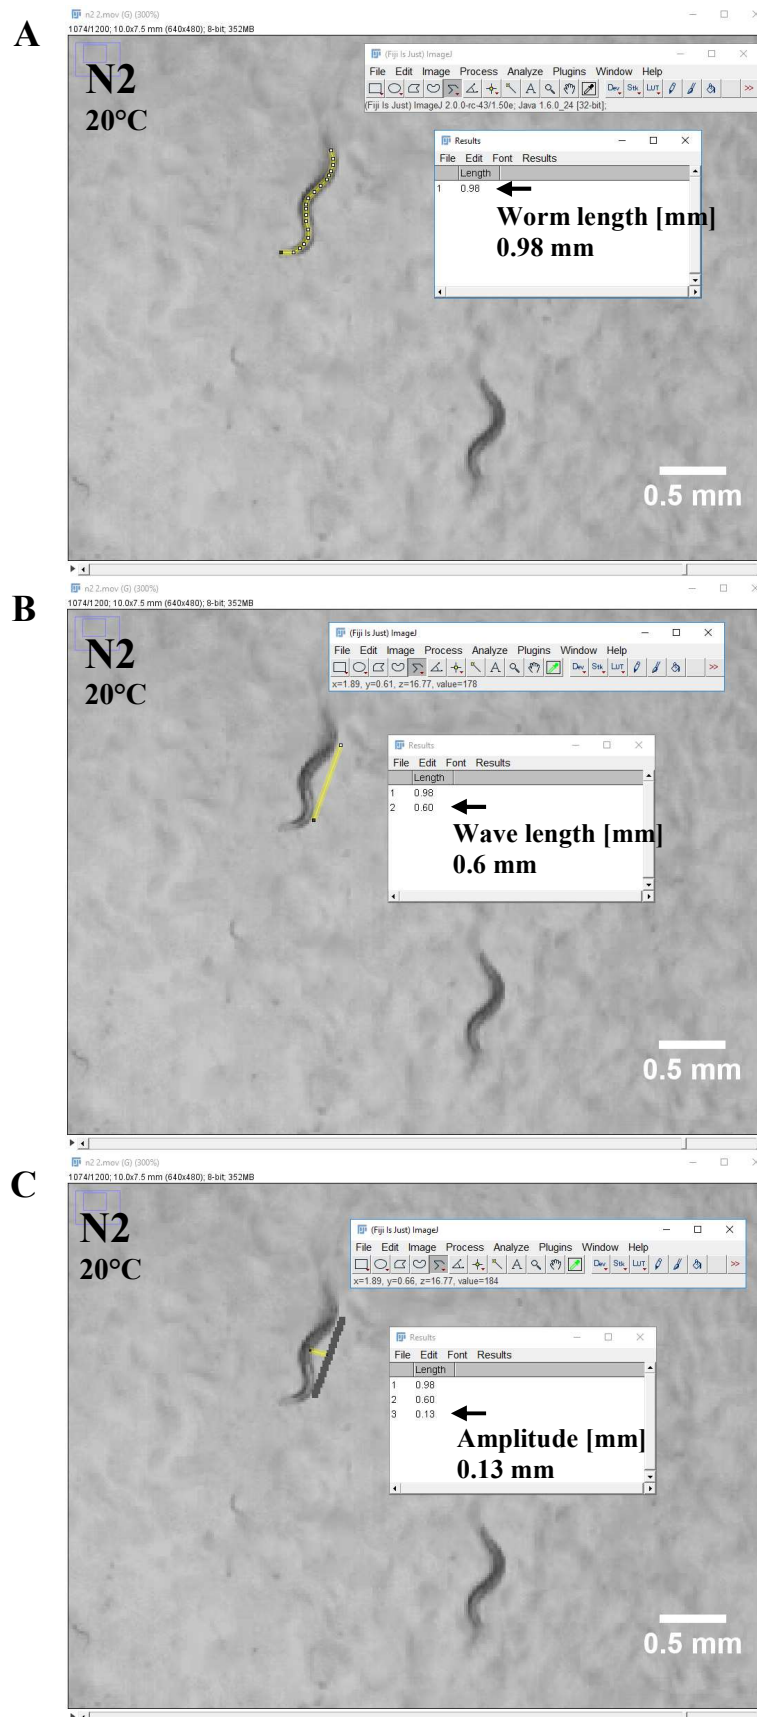 A
n2 2.mov (G) (300%)
1074/1200; 10.0x7.5 mm (640x480); 8-bit; 352MB
N2
20°C
(Fiji Is Just) ImageJ
File Edit Image Process Analyze Plugins Window Help
A Dev Stk LUT >>
(Fiji Is Just) ImageJ 2.0.0-rc-43/1.50e; Java 1.6.0_24 [32-bit];
Results
File Edit Font Results
Length
1 0.98
Worm length [mm]
0.98 mm
0.5 mm
B
n2 2.mov (G) (300%)
1074/1200; 10.0x7.5 mm (640x480); 8-bit; 352MB
N2
20°C
(Fiji Is Just) ImageJ
File Edit Image Process Analyze Plugins Window Help
A Dev Stk LUT >>
x=1.89, y=0.61, z=16.77, value=178
Results
File Edit Font Results
Length
1 0.98
2 0.60
Wave length [mm]
0.6 mm
0.5 mm
C
n2 2.mov (G) (300%)
1074/1200; 10.0x7.5 mm (640x480); 8-bit; 352MB
N2
20°C
(Fiji Is Just) ImageJ
File Edit Image Process Analyze Plugins Window Help
A Dev Stk LUT >>
x=1.89, y=0.66, z=16.77, value=184
Results
File Edit Font Results
Length
1 0.98
2 0.60
3 0.13
Amplitude [mm]
0.13 mm
0.5 mm